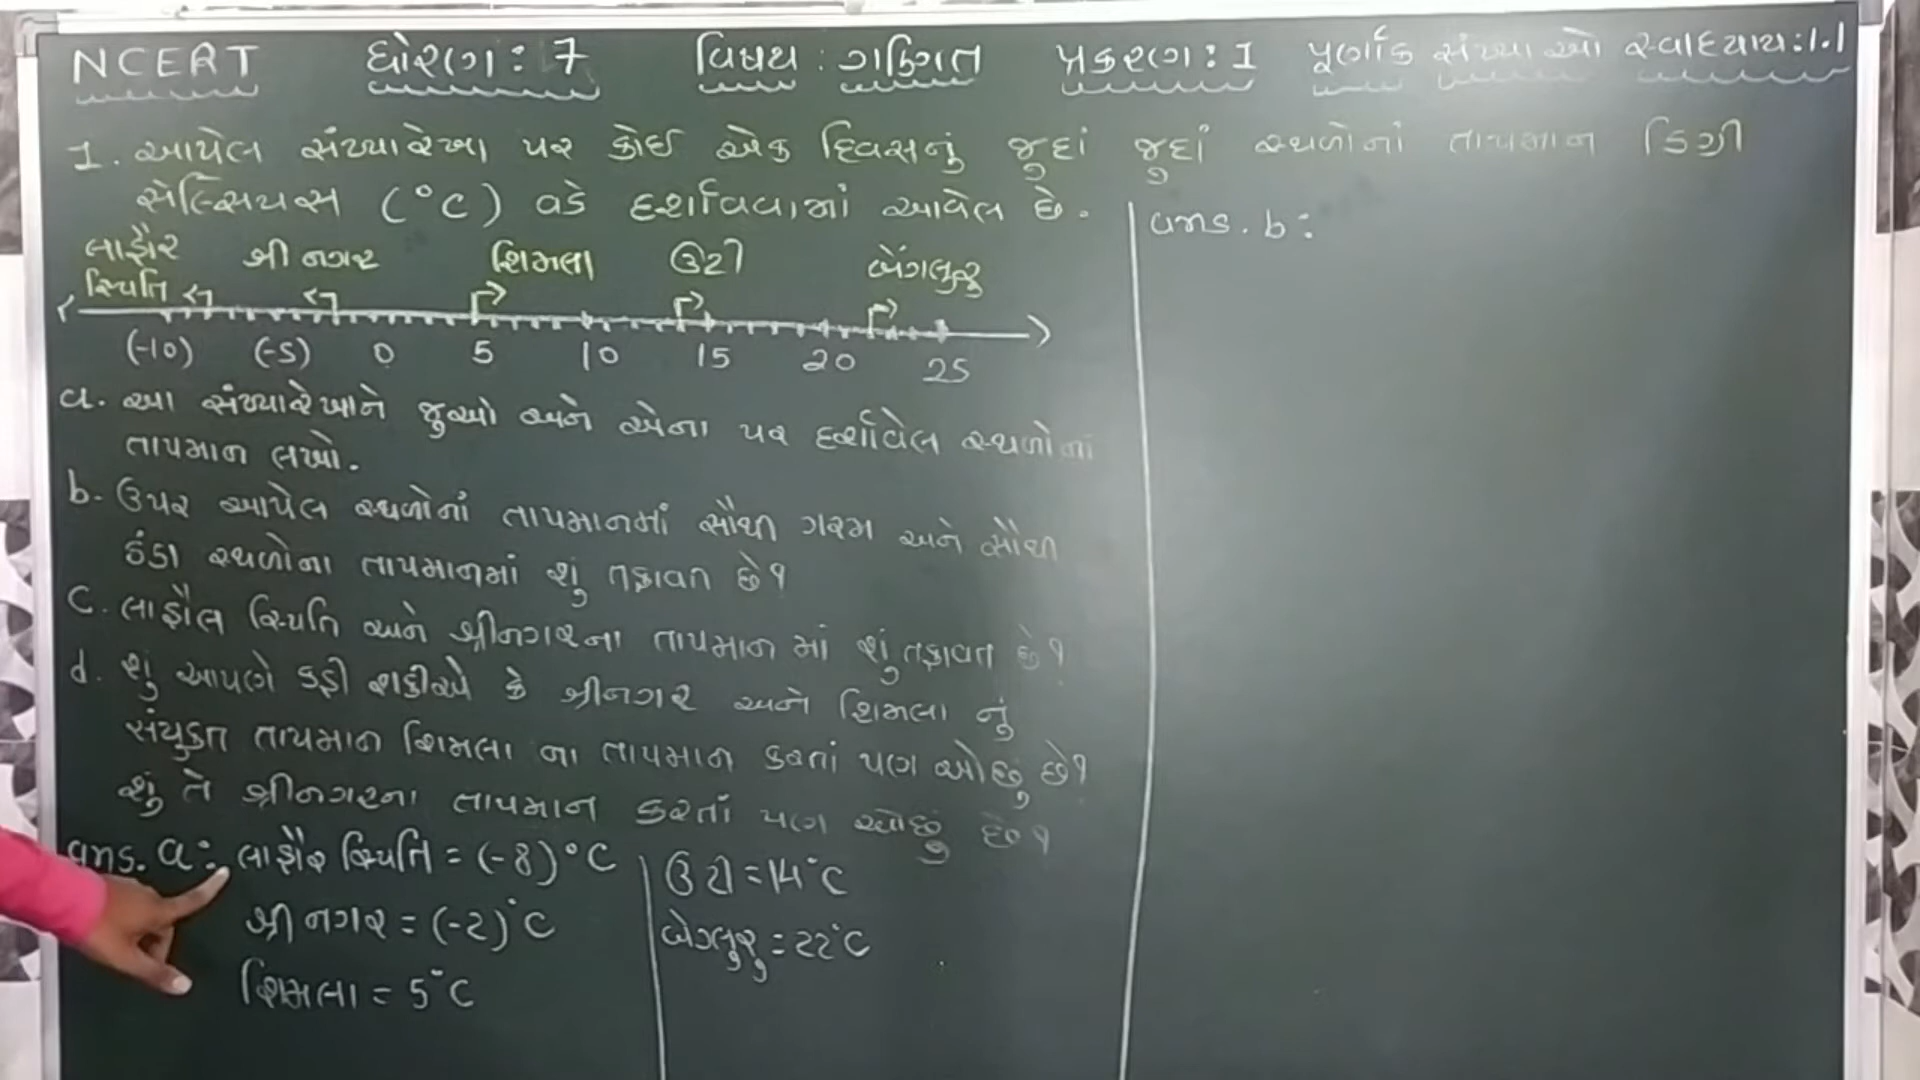 NCERT ધોરણ : 7 વિષય : ગણિત પ્રકરણ : 1 પૂર્ણાંક સંખ્યાઓ સ્વાધ્યાય : 1.1
1. આપેલ સંખ્યારેખા પર કોઈ એક દિવસનું જુદાં જુદાં સ્થળોનાં તાપમાન ડિગ્રી
સેલ્સિયસ (°C) વડે દર્શાવવામાં આવેલ છે.
લાહૌર સ્પિતિ શ્રીનગર શિમલા ઉટી બેંગલુરુ
(-10) (-5) 0 5 10 15 20 25
a. આ સંખ્યારેખાને જુઓ અને એના પર દર્શાવેલ સ્થળોનાં
તાપમાન લખો.
b. ઉપર આપેલ સ્થળોનાં તાપમાનમાં સૌથી ગરમ અને સૌથી
ઠંડા સ્થળોના તાપમાનમાં શું તફાવત છે?
C. લાહૌલ સ્પિતિ અને શ્રીનગરના તાપમાન માં શું તફાવત છે?
d. શું આપણે કહી શકીએ કે શ્રીનગર અને શિમલા નું
સંયુક્ત તાપમાન શિમલા ના તાપમાન કરતાં પણ ઓછું છે?
શું તે શ્રીનગરના તાપમાન કરતાં પણ ઓછું છે?
ans. a: લાહૌર સ્પિતિ = (-8)°C
શ્રીનગર = (-2)°C
શિમલા = 5°C
ઉટી = 14°C
બેંગ્લુરુ = 22°C
ans. b: